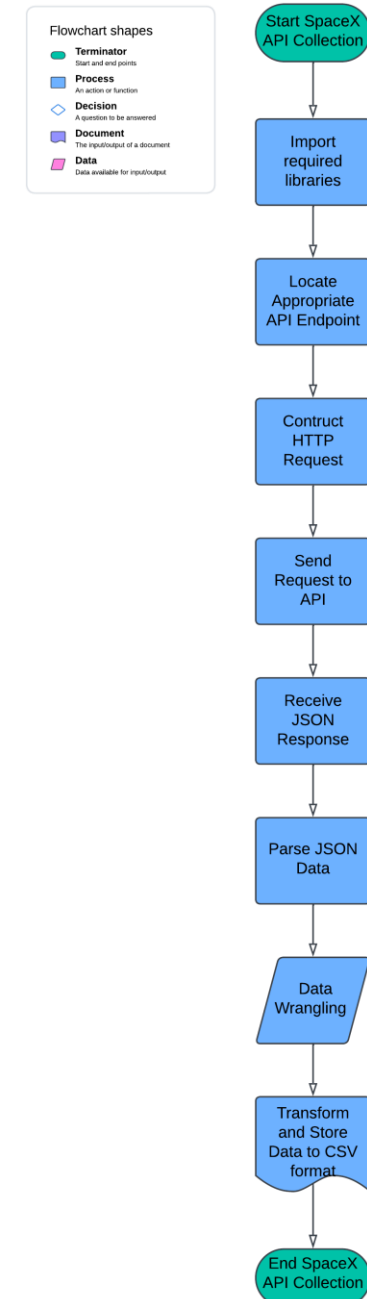 Flowchart shapes
Terminator
Start and end points
Process
An action or function
Decision
A question to be answered
Document
The input/output of a document
Data
Data available for input/output
Start SpaceX
API Collection
Import
required
libraries
Locate
Appropriate
API Endpoint
Contruct
HTTP
Request
Send
Request to
API
Receive
JSON
Response
Parse JSON
Data
Data
Wrangling
Transform
and Store
Data to CSV
format
End SpaceX
API Collection